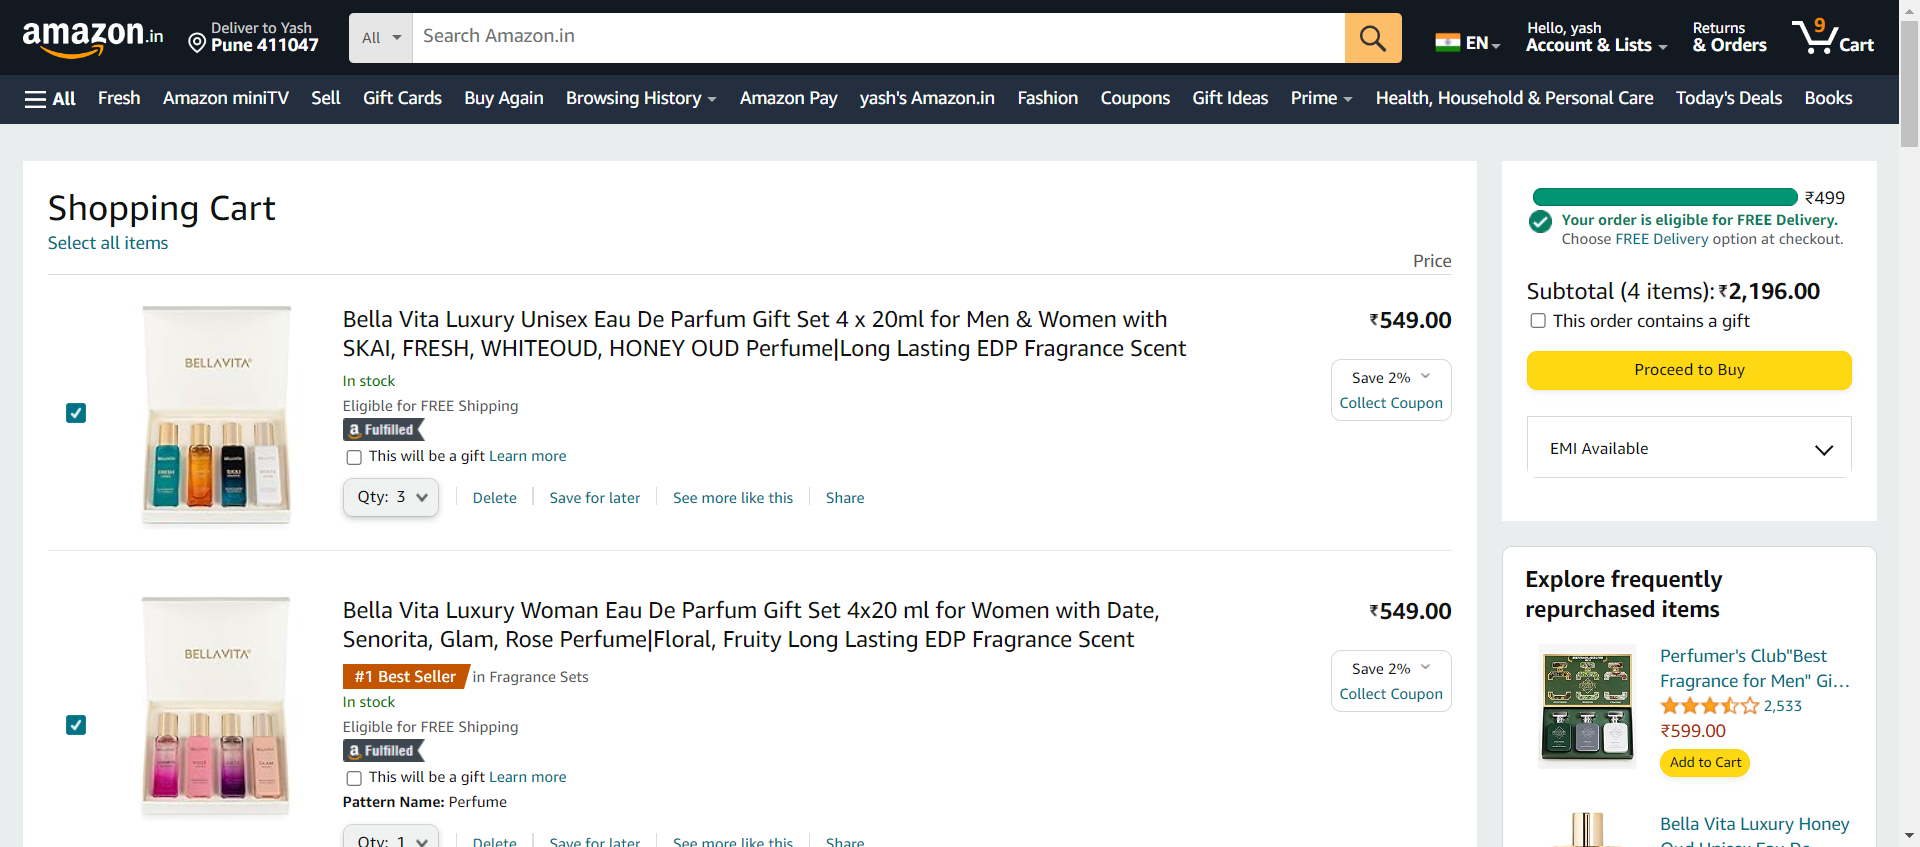 amazon.in
Deliver to Yash
Pune 411047
All
Search Amazon.in
EN
Hello, yash
Account & Lists
Returns
& Orders
9
Cart
All
Fresh
Amazon miniTV
Sell
Gift Cards
Buy Again
Browsing History
Amazon Pay
yash's Amazon.in
Fashion
Coupons
Gift Ideas
Prime
Health, Household & Personal Care
Today's Deals
Books
Shopping Cart
Select all items
Price
BELLAVITA
FRESH
SKAI
Bella Vita Luxury Unisex Eau De Parfum Gift Set 4 x 20ml for Men & Women with
SKAI, FRESH, WHITEOUD, HONEY OUD Perfume|Long Lasting EDP Fragrance Scent
₹549.00
In stock
Eligible for FREE Shipping
a Fulfilled
This will be a gift Learn more
Qty: 3
Delete
Save for later
See more like this
Share
Save 2%
Collect Coupon
BELLAVITA
Bella Vita Luxury Woman Eau De Parfum Gift Set 4x20 ml for Women with Date,
Senorita, Glam, Rose Perfume|Floral, Fruity Long Lasting EDP Fragrance Scent
₹549.00
#1 Best Seller in Fragrance Sets
In stock
Eligible for FREE Shipping
a Fulfilled
This will be a gift Learn more
Pattern Name: Perfume
Qty: 1
Delete
Save for later
See more like this
Share
Save 2%
Collect Coupon
₹499
Your order is eligible for FREE Delivery.
Choose FREE Delivery option at checkout.
Subtotal (4 items): ₹2,196.00
This order contains a gift
Proceed to Buy
EMI Available
Explore frequently
repurchased items
Perfumer's Club"Best
Fragrance for Men" Gi…
2,533
₹599.00
Add to Cart
Bella Vita Luxury Honey
Oud Unisex Eau De